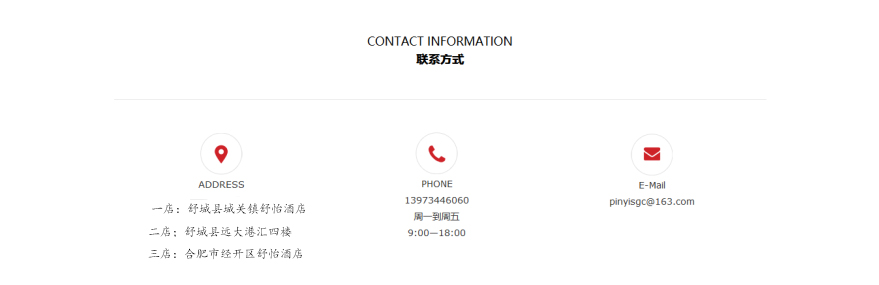 CONTACT INFORMATION
联系方式
ADDRESS
一店：舒城县城关镇舒怡酒店
二店：舒城县远大港汇四楼
三店：合肥市经开区舒怡酒店
PHONE
13973446060
周一到周五
9:00—18:00
E-Mail
pinyisgc@163.com